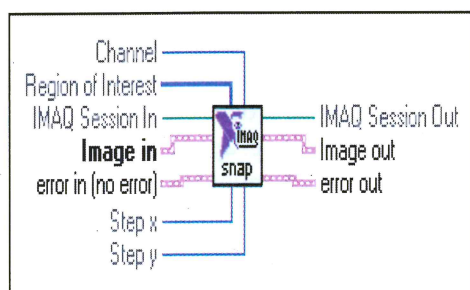 Channel
Region of Interest
IMAQ Session In
IMAQ Session Out
Image in
Image out
IMAQ
snap
error in (no error)
error out
Step x
Step y